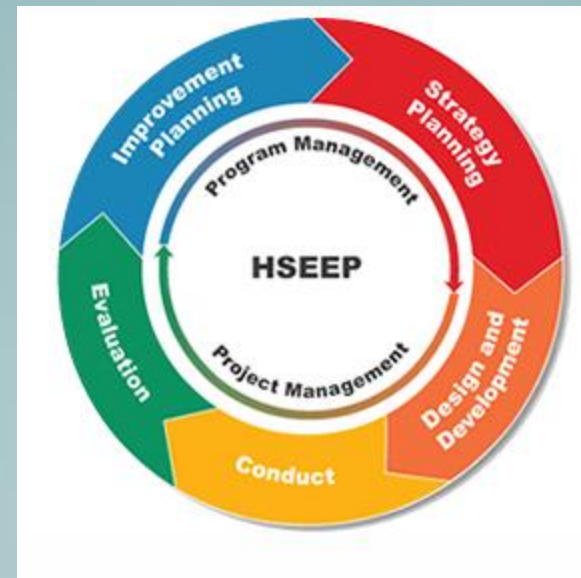 Improvement
Planning
Strategy
Planning
Program Management
HSEEP
Project Management
Evaluation
Design and
Development
Conduct